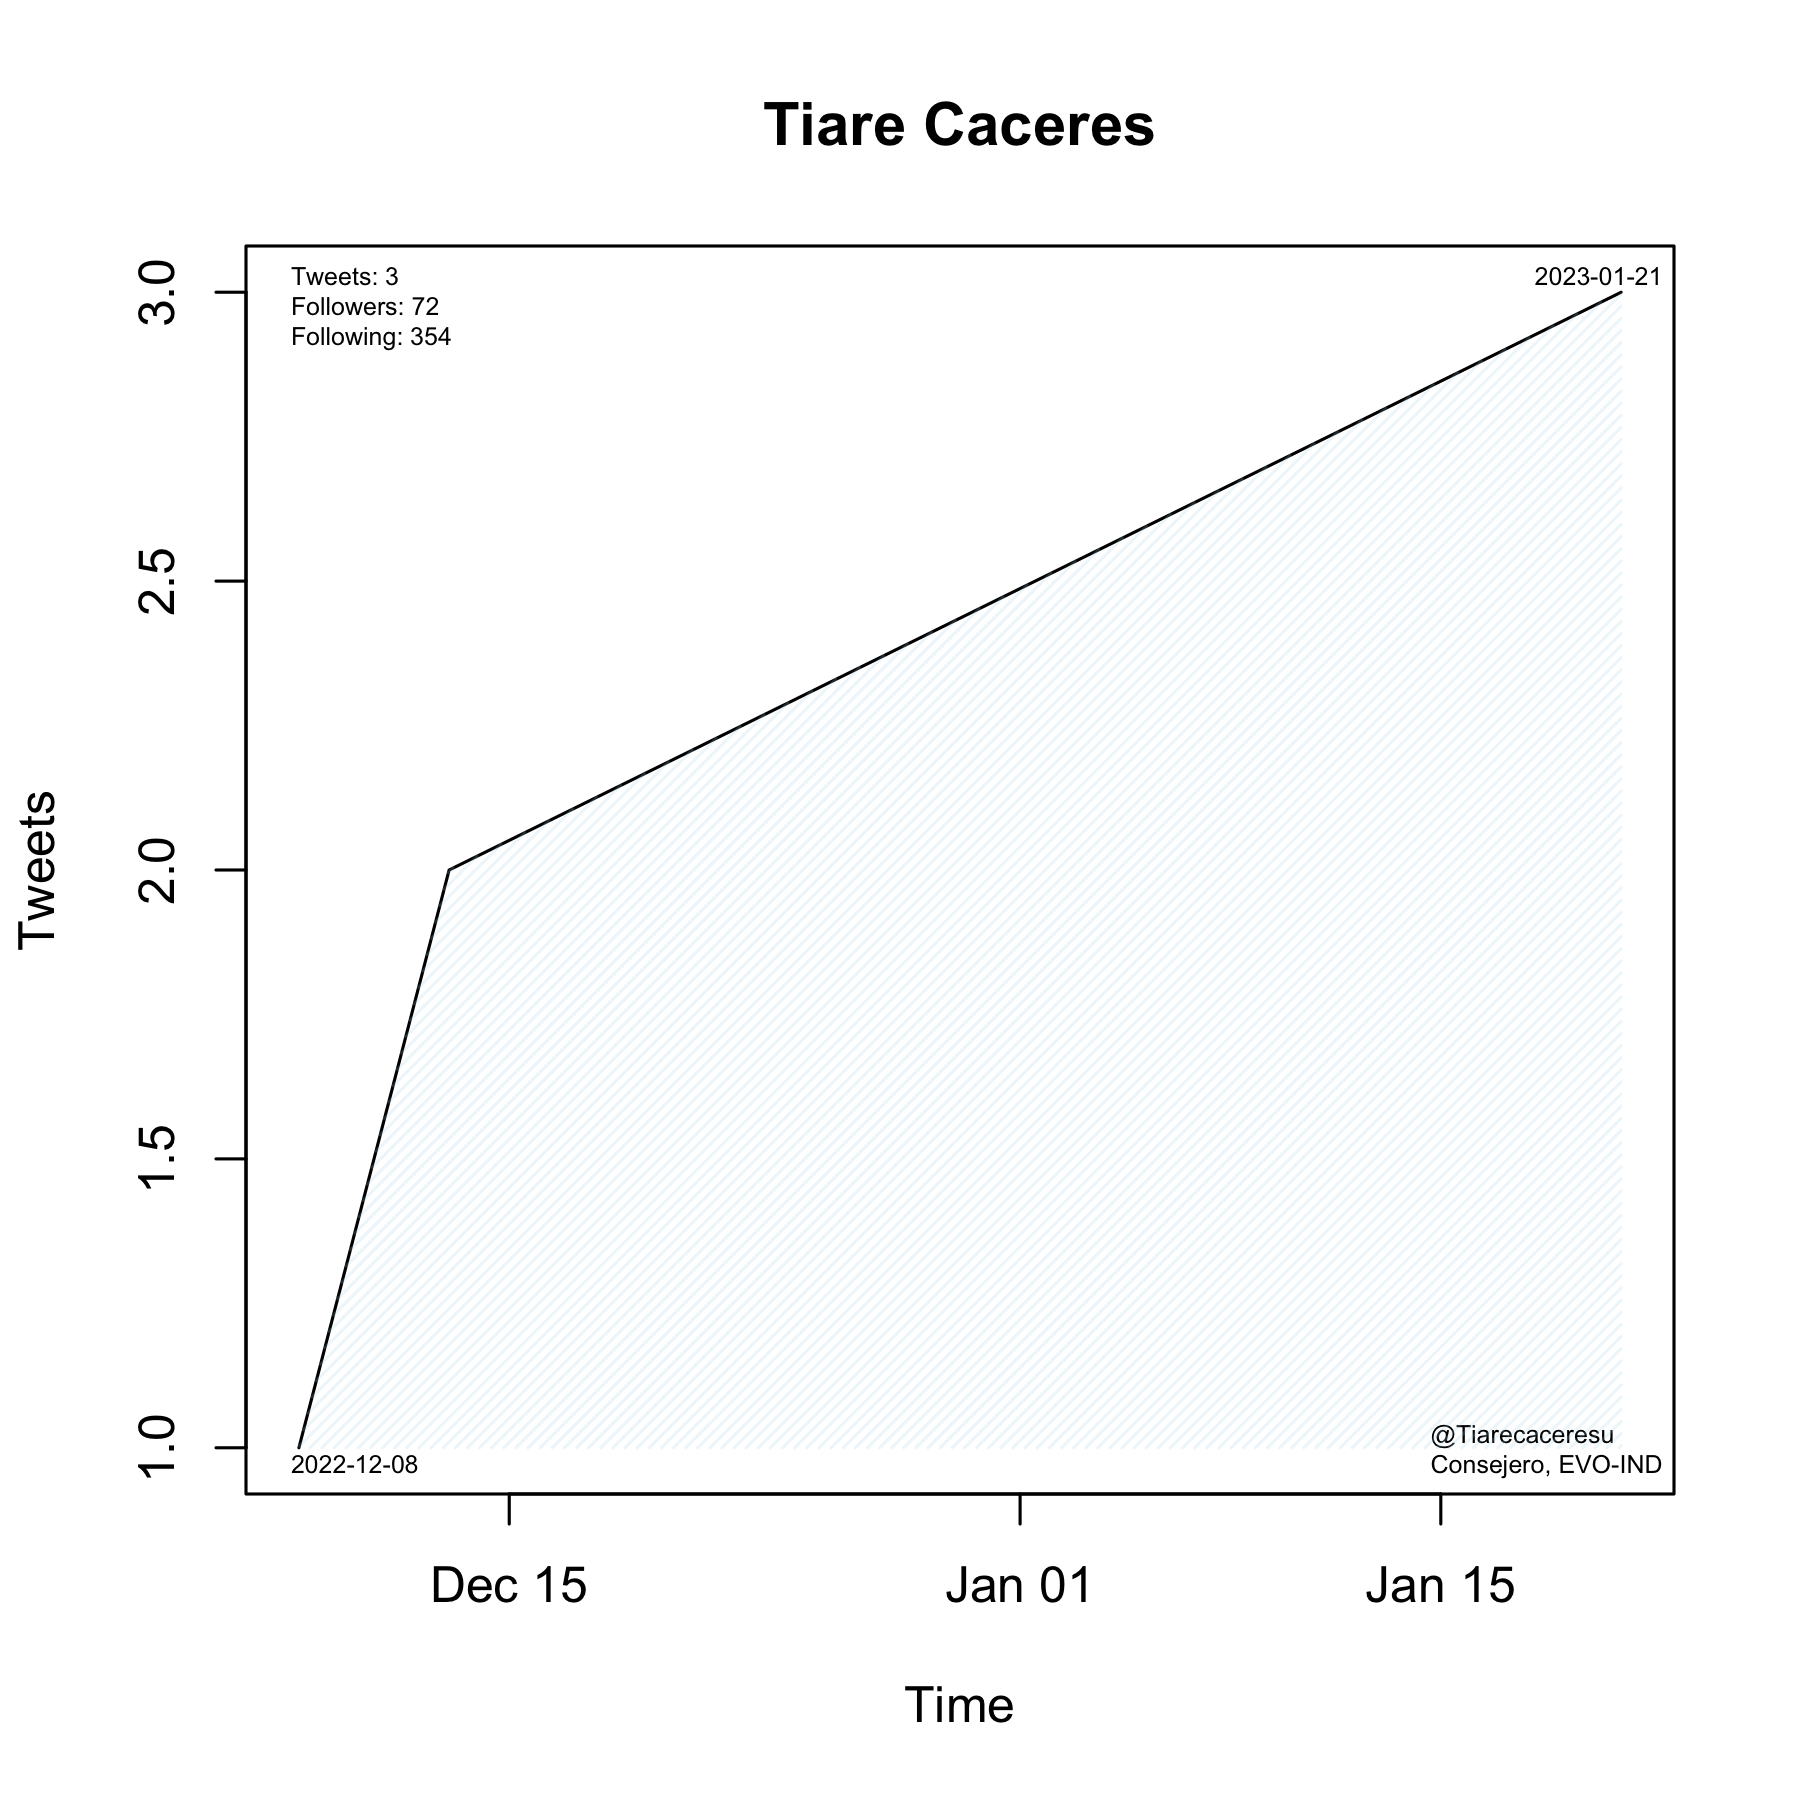 Tiare Caceres
Tweets: 3
Followers: 72
Following: 354
2023-01-21
3.0
2.5
2.0
1.5
1.0
Tweets
@Tiarecaceresu
2022-12-08
Consejero, EVO-IND
Dec 15
Jan 01
Jan 15
Time